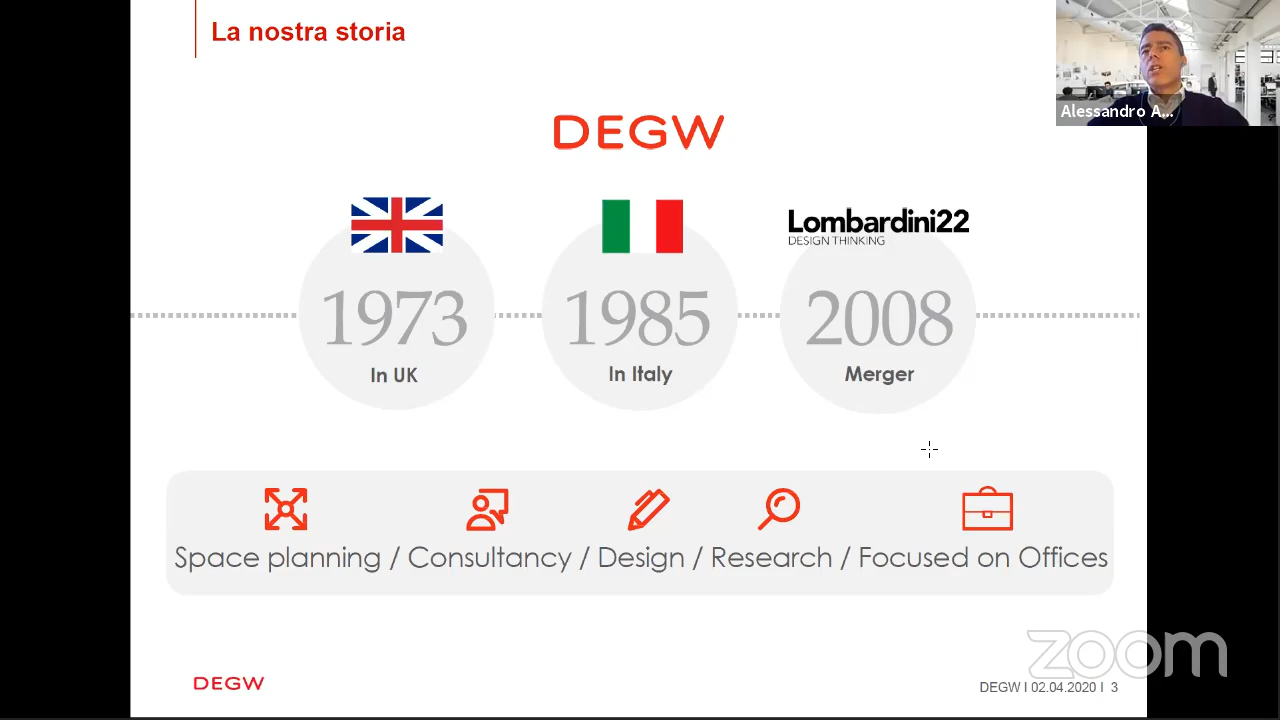 La nostra storia
Alessandro A...
DEGW
Lombardini22
DESIGN THINKING
1973
1985
2008
In UK
In Italy
Merger
Space planning / Consultancy / Design / Research / Focused on Offices
zoom
DEGW
DEGW I 02.04.2020 I 3